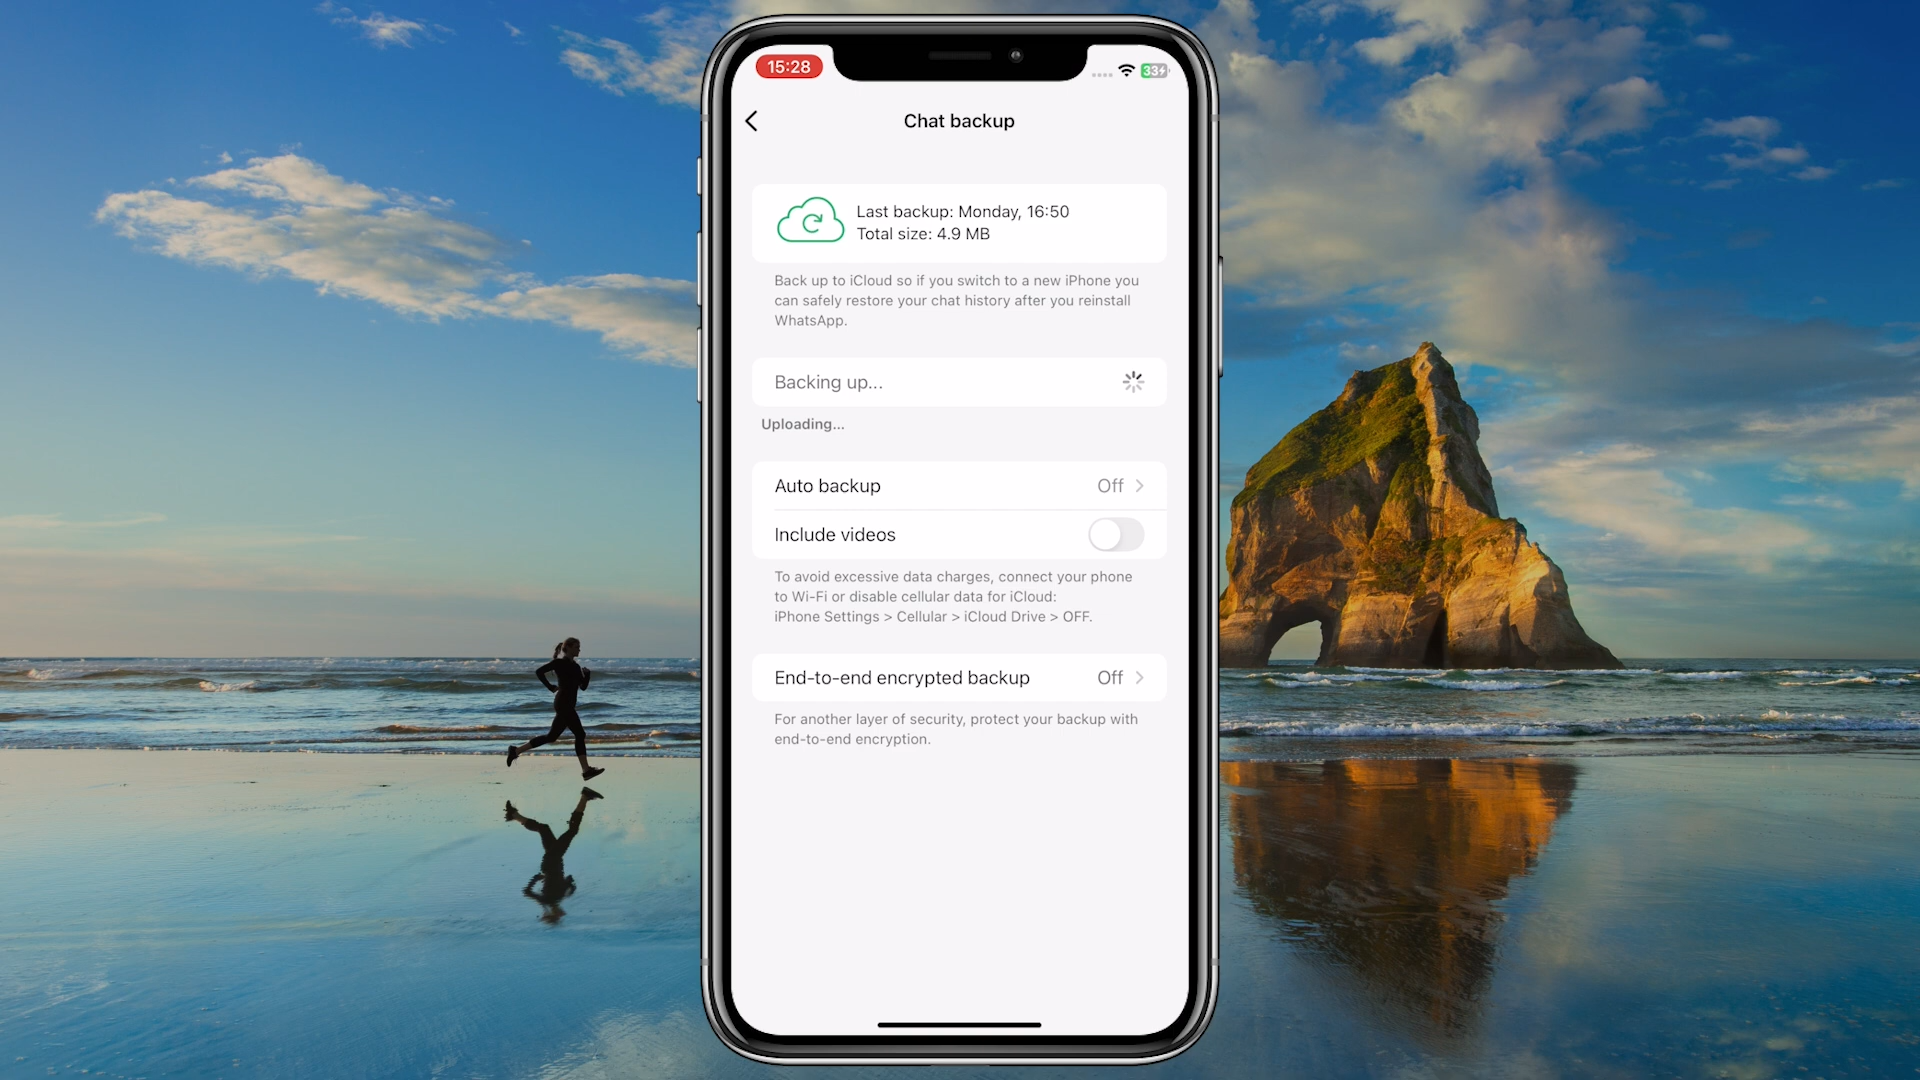 15:28
33
Chat backup
Last backup: Monday, 16:50
Total size: 4.9 MB
Back up to iCloud so if you switch to a new iPhone you
can safely restore your chat history after you reinstall
WhatsApp.
Backing up...
Uploading...
Auto backup Off
Include videos
To avoid excessive data charges, connect your phone
to Wi-Fi or disable cellular data for iCloud:
iPhone Settings > Cellular > iCloud Drive > OFF.
End-to-end encrypted backup Off
For another layer of security, protect your backup with
end-to-end encryption.